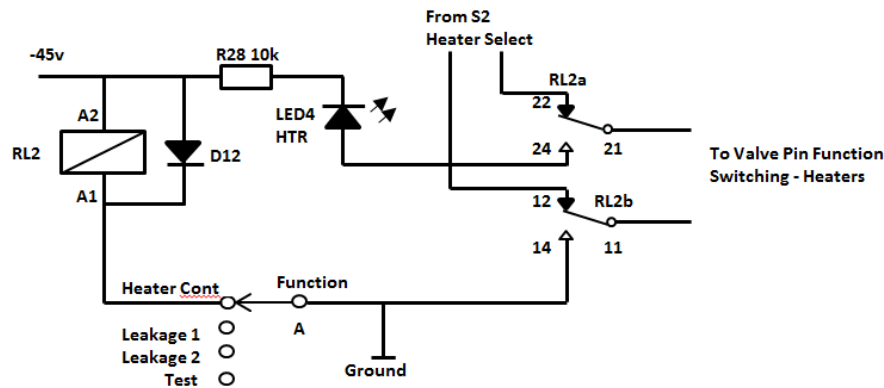 From S2
Heater Select
-45v
R28 10k
RL2a
A2
22
LED4
HTR
RL2
D12
24
21
To Valve Pin Function
Switching - Heaters
A1
12
RL2b
14
11
Heater Cont
Function
A
Leakage 1
Leakage 2
Ground
Test